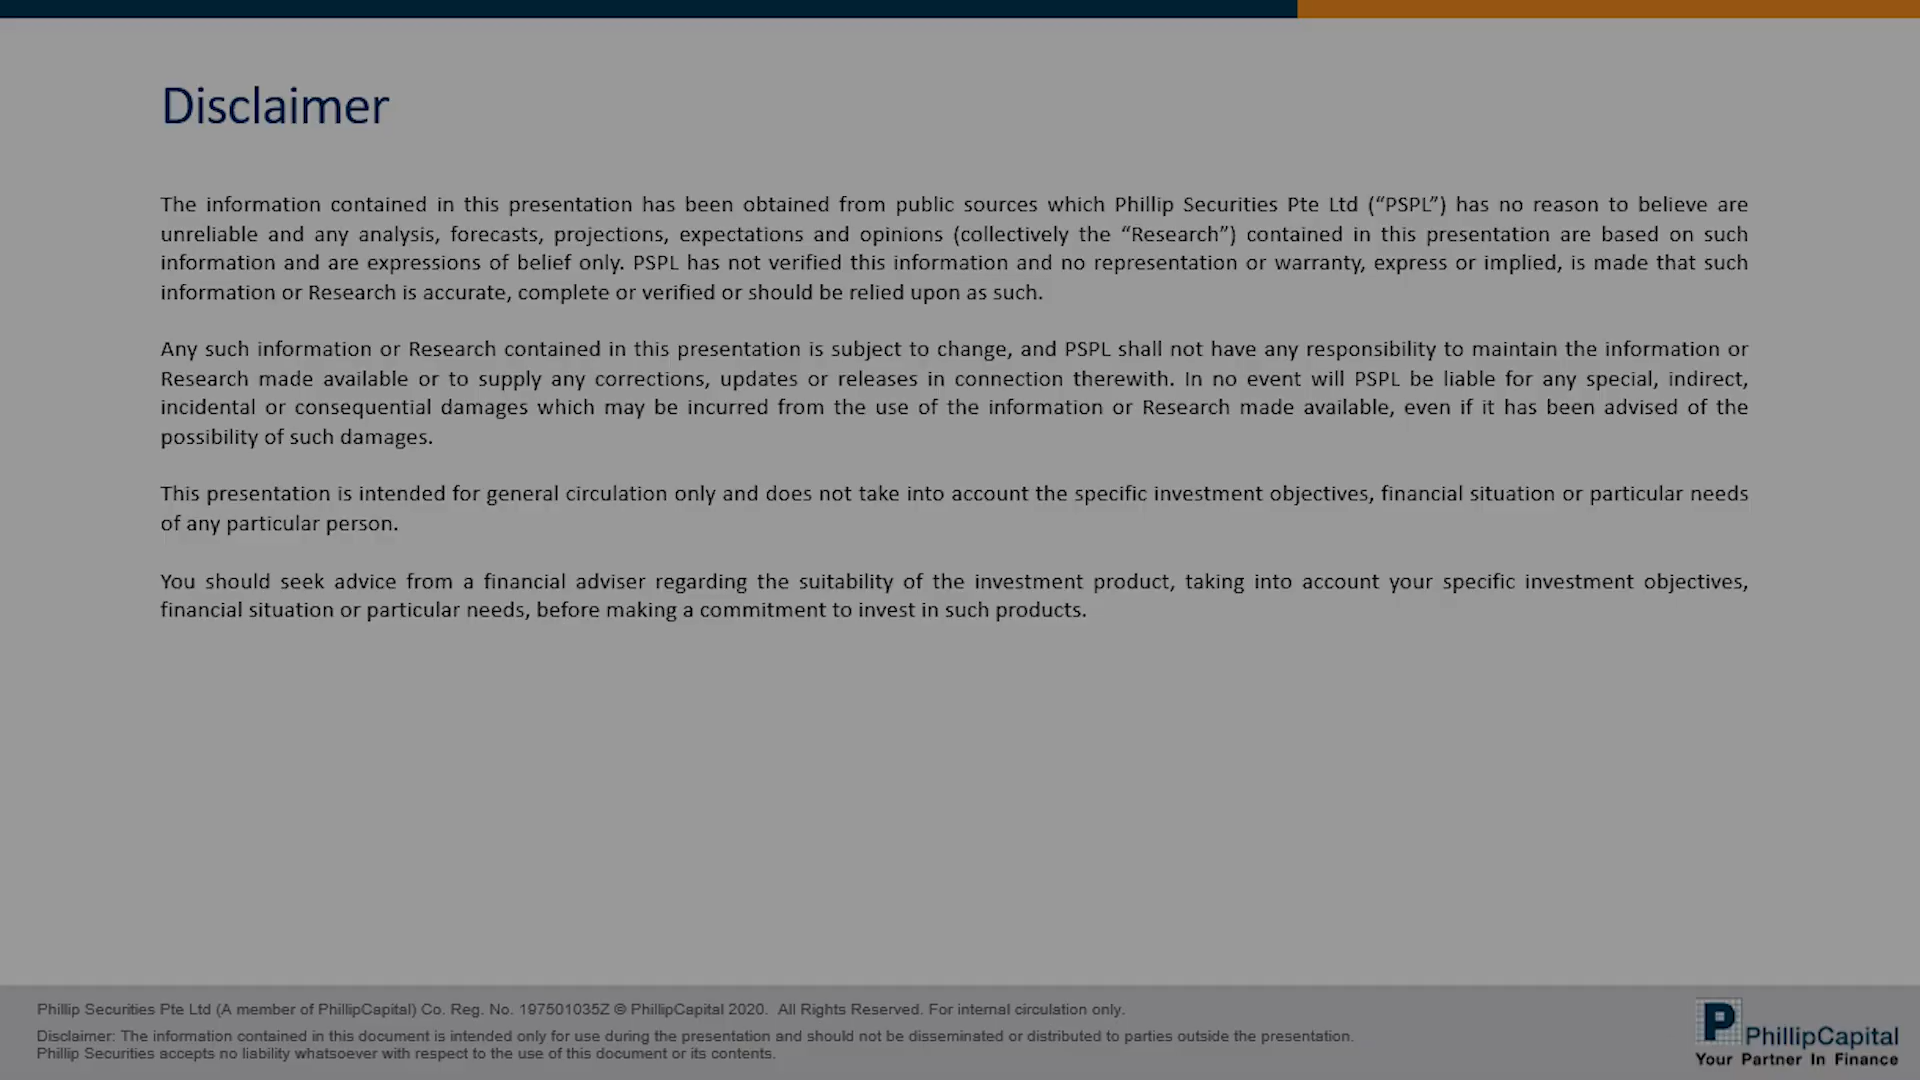 Disclaimer
The information contained in this presentation has been obtained from public sources which Phillip Securities Pte Ltd (“PSPL”) has no reason to believe are
unreliable and any analysis, forecasts, projections, expectations and opinions (collectively the “Research”) contained in this presentation are based on such
information and are expressions of belief only. PSPL has not verified this information and no representation or warranty, express or implied, is made that such
information or Research is accurate, complete or verified or should be relied upon as such.
Any such information or Research contained in this presentation is subject to change, and PSPL shall not have any responsibility to maintain the information or
Research made available or to supply any corrections, updates or releases in connection therewith. In no event will PSPL be liable for any special, indirect,
incidental or consequential damages which may be incurred from the use of the information or Research made available, even if it has been advised of the
possibility of such damages.
This presentation is intended for general circulation only and does not take into account the specific investment objectives, financial situation or particular needs
of any particular person.
You should seek advice from a financial adviser regarding the suitability of the investment product, taking into account your specific investment objectives,
financial situation or particular needs, before making a commitment to invest in such products.
Phillip Securities Pte Ltd (A member of PhillipCapital) Co. Reg. No. 197501035Z © PhillipCapital 2020. All Rights Reserved. For internal circulation only.
Disclaimer: The information contained in this document is intended only for use during the presentation and should not be disseminated or distributed to parties outside the presentation.
Phillip Securities accepts no liability whatsoever with respect to the use of this document or its contents.
PhillipCapital
Your Partner In Finance